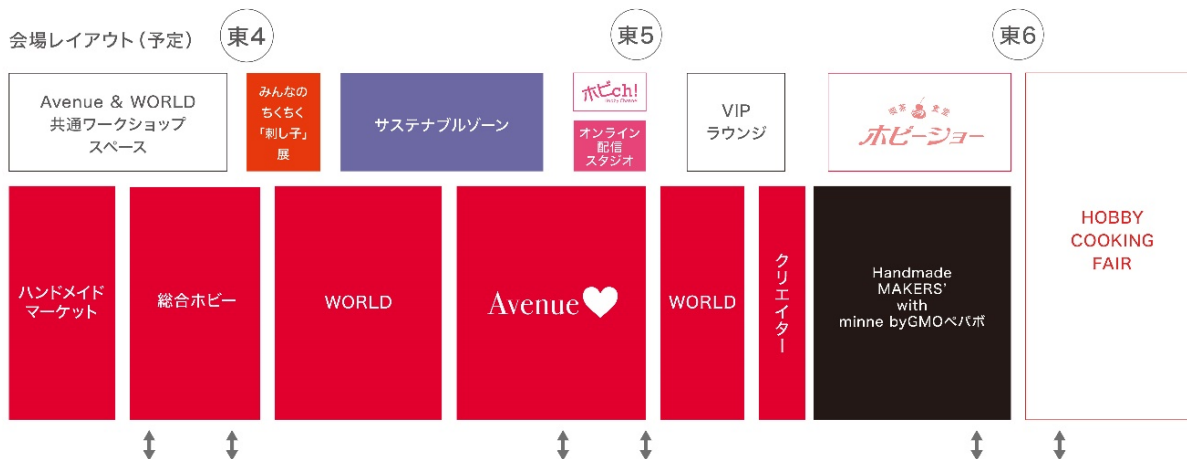 会場レイアウト(予定)
東4
東5
東6
Avenue & WORLD
共通ワークショップ
スペース
みんなの
ちくちく
「刺し子」
展
サステナブルゾーン
ホビch!
オンライン
配信
スタジオ
VIP
ラウンジ
喫茶 食堂
ホビーショー
HOBBY
COOKING
FAIR
ハンドメイド
マーケット
総合ホビー
WORLD
Avenue
WORLD
クリエイター
Handmade
MAKERS'
with
minne byGMOペパボ